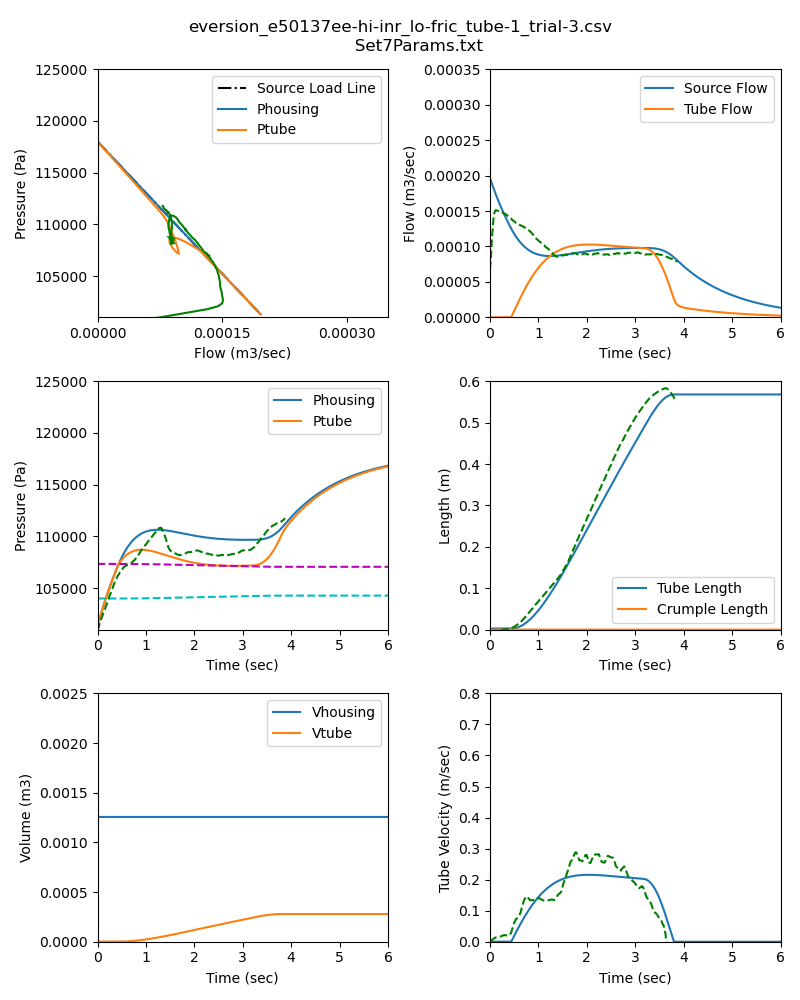 eversion_e50137ee-hi-inr_lo-fric_tube-1_trial-3.csv
Set7Params.txt
125000
120000
115000
110000
105000
Pressure (Pa)
Source Load Line
Phousing
Ptube
0.00000
0.00015
0.00030
Flow (m3/sec)
0.00035
0.00030
0.00025
0.00020
0.00015
0.00010
0.00005
0.00000
Flow (m3/sec)
Source Flow
Tube Flow
0 1 2 3 4 5 6
Time (sec)
125000
120000
115000
110000
105000
Pressure (Pa)
Phousing
Ptube
0 1 2 3 4 5 6
Time (sec)
0.6
0.5
0.4
0.3
0.2
0.1
0.0
Length (m)
Tube Length
Crumple Length
0 1 2 3 4 5 6
Time (sec)
0.0025
0.0020
0.0015
0.0010
0.0005
0.0000
Volume (m3)
Vhousing
Vtube
0 1 2 3 4 5 6
Time (sec)
0.8
0.7
0.6
0.5
0.4
0.3
0.2
0.1
0.0
Tube Velocity (m/sec)
0 1 2 3 4 5 6
Time (sec)